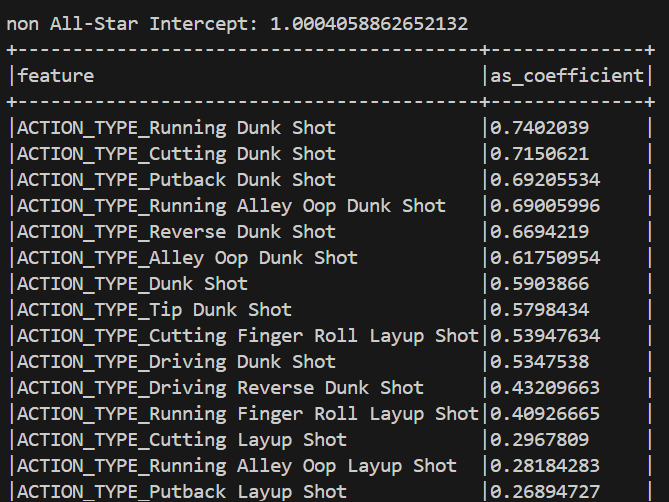 non All-Star Intercept: 1.0004058862652132
+-------------------------------------------+--------------+
|feature                                    |as_coefficient|
+-------------------------------------------+--------------+
|ACTION_TYPE_Running Dunk Shot              |0.7402039     |
|ACTION_TYPE_Cutting Dunk Shot              |0.7150621     |
|ACTION_TYPE_Putback Dunk Shot              |0.69205534    |
|ACTION_TYPE_Running Alley Oop Dunk Shot    |0.69005996    |
|ACTION_TYPE_Reverse Dunk Shot              |0.6694219     |
|ACTION_TYPE_Alley Oop Dunk Shot            |0.61750954    |
|ACTION_TYPE_Dunk Shot                      |0.5903866     |
|ACTION_TYPE_Tip Dunk Shot                  |0.5798434     |
|ACTION_TYPE_Cutting Finger Roll Layup Shot|0.53947634    |
|ACTION_TYPE_Driving Dunk Shot              |0.5347538     |
|ACTION_TYPE_Driving Reverse Dunk Shot      |0.43209663    |
|ACTION_TYPE_Running Finger Roll Layup Shot|0.40926665    |
|ACTION_TYPE_Cutting Layup Shot             |0.2967809     |
|ACTION_TYPE_Running Alley Oop Layup Shot   |0.28184283    |
|ACTION_TYPE_Putback Layup Shot             |0.26894727    |